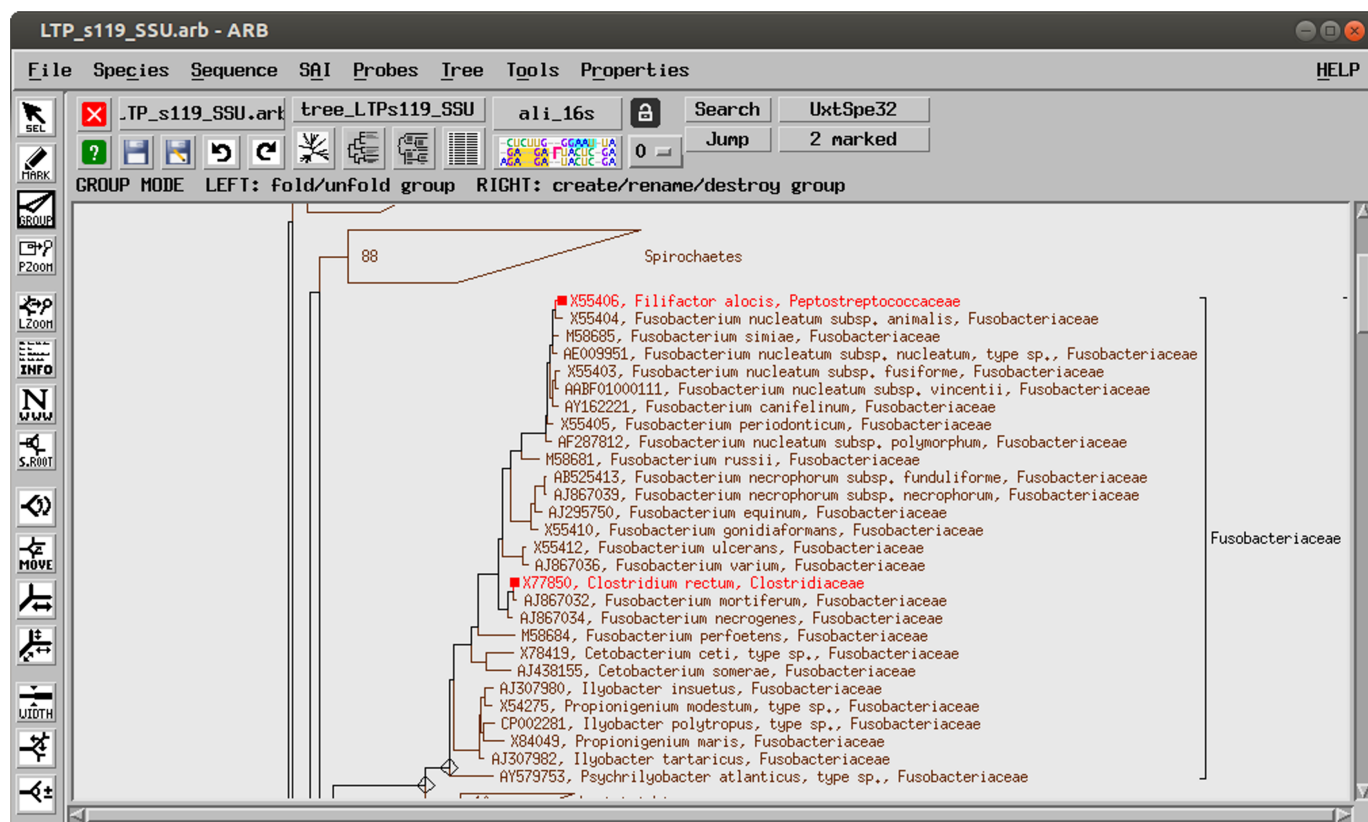 LTP_s119_SSU.arb - ARB
File Species Sequence SAI Probes Tree Tools Properties HELP
SEL
MARK
GROUP
PZOOM
LZOOM
INFO
N
WWW
S.ROOT
MOVE
WIDTH
.TP_s119_SSU.arb tree_LTPs119_SSU ali_16s Search UxtSpe32
? 0 Jump 2 marked
GROUP MODE LEFT: fold/unfold group RIGHT: create/rename/destroy group
88 Spirochaetes
X55406, Filifactor alocis, Peptostreptococcaceae
X55404, Fusobacterium nucleatum subsp. animalis, Fusobacteriaceae
M58685, Fusobacterium simiae, Fusobacteriaceae
AE009951, Fusobacterium nucleatum subsp. nucleatum, type sp., Fusobacteriaceae
X55403, Fusobacterium nucleatum subsp. fusiforme, Fusobacteriaceae
AABF01000111, Fusobacterium nucleatum subsp. vincentii, Fusobacteriaceae
AY162221, Fusobacterium canifelinum, Fusobacteriaceae
X55405, Fusobacterium periodonticum, Fusobacteriaceae
AF287812, Fusobacterium nucleatum subsp. polymorphum, Fusobacteriaceae
M58681, Fusobacterium russii, Fusobacteriaceae
AB525413, Fusobacterium necrophorum subsp. funduliforme, Fusobacteriaceae
AJ867039, Fusobacterium necrophorum subsp. necrophorum, Fusobacteriaceae
AJ295750, Fusobacterium equinum, Fusobacteriaceae
X55410, Fusobacterium gonidiaformans, Fusobacteriaceae
Fusobacteriaceae
X55412, Fusobacterium ulcerans, Fusobacteriaceae
AJ867036, Fusobacterium varium, Fusobacteriaceae
X77850, Clostridium rectum, Clostridiaceae
AJ867032, Fusobacterium mortiferum, Fusobacteriaceae
AJ867034, Fusobacterium necrogenes, Fusobacteriaceae
M58684, Fusobacterium perfoetens, Fusobacteriaceae
X78419, Cetobacterium ceti, type sp., Fusobacteriaceae
AJ438155, Cetobacterium somerae, Fusobacteriaceae
AJ307980, Ilyobacter insuetus, Fusobacteriaceae
X54275, Propionigenium modestum, type sp., Fusobacteriaceae
CP002281, Ilyobacter polytropus, type sp., Fusobacteriaceae
X84049, Propionigenium maris, Fusobacteriaceae
AJ307982, Ilyobacter tartaricus, Fusobacteriaceae
AY579753, Psychrilyobacter atlanticus, type sp., Fusobacteriaceae